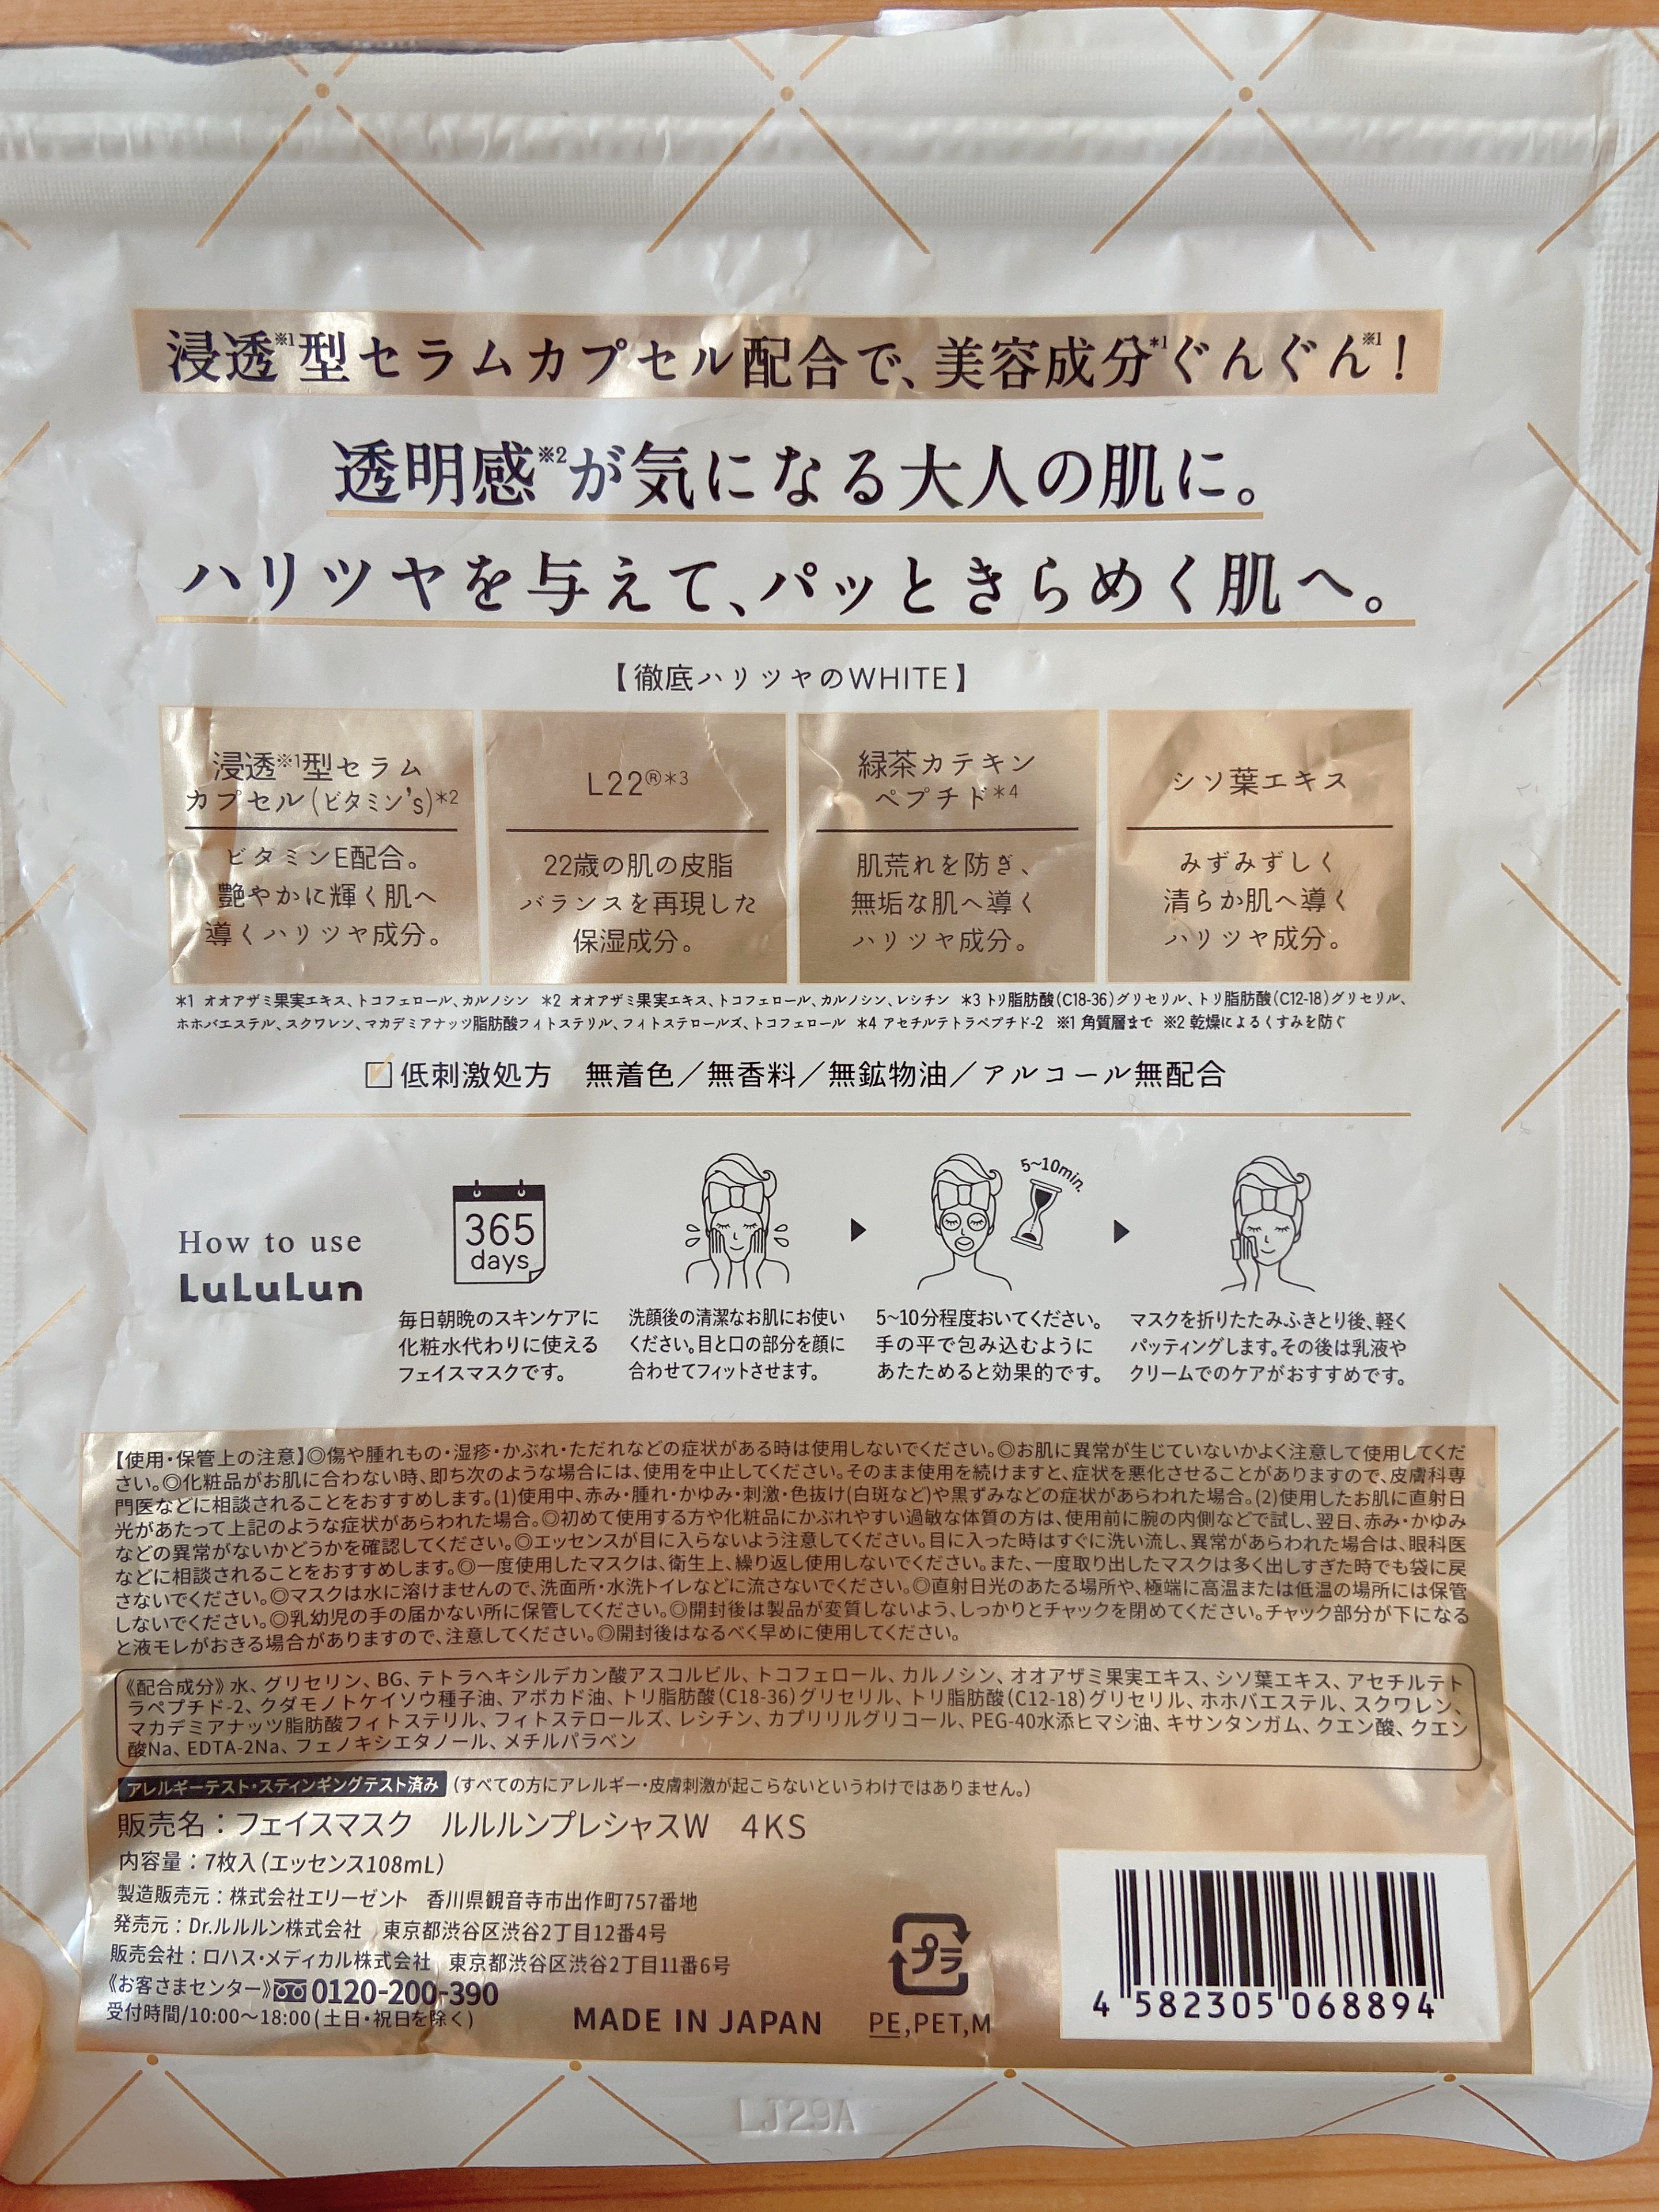 浸透※1型セラムカプセル配合で、美容成分*1ぐんぐん※1!
透明感※2が気になる大人の肌に。
ハリツヤを与えて、パッときらめく肌へ。
【徹底ハリツヤのWHITE】
浸透※1型セラム
カプセル(ビタミン's)*2
ビタミンE配合。
艶やかに輝く肌へ
導くハリツヤ成分。
L22®*3
22歳の肌の皮脂
バランスを再現した
保湿成分。
緑茶カテキン
ペプチド*4
肌荒れを防ぎ、
無垢な肌へ導く
ハリツヤ成分。
シソ葉エキス
みずみずしく
清らか肌へ導く
ハリツヤ成分。
*1 オオアザミ果実エキス、トコフェロール、カルノシン *2 オオアザミ果実エキス、トコフェロール、カルノシン、レシチン *3 トリ脂肪酸(C18-36)グリセリル、トリ脂肪酸(C12-18)グリセリル、
ホホバエステル、スクワレン、マカデミアナッツ脂肪酸フィトステリル、フィトステロールズ、トコフェロール *4 アセチルテトラペプチド-2 ※1 角質層まで ※2 乾燥によるくすみを防ぐ
低刺激処方 無着色/無香料/無鉱物油/アルコール無配合
How to use
LuLuLun
365
days
毎日朝晩のスキンケアに
化粧水代わりに使える
フェイスマスクです。
洗顔後の清潔なお肌にお使い
ください。目と口の部分を顔に
合わせてフィットさせます。
5~10min.
5~10分程度おいてください。
手の平で包み込むように
あたためると効果的です。
マスクを折りたたみふきとり後、軽く
パッティングします。その後は乳液や
クリームでのケアがおすすめです。
【使用・保管上の注意】◎傷や腫れもの・湿疹・かぶれ・ただれなどの症状がある時は使用しないでください。◎お肌に異常が生じていないかよく注意して使用してくだ
さい。◎化粧品がお肌に合わない時、即ち次のような場合には、使用を中止してください。そのまま使用を続けますと、症状を悪化させることがありますので、皮膚科専
門医などに相談されることをおすすめします。(1)使用中、赤み・腫れ・かゆみ・刺激・色抜け(白斑など)や黒ずみなどの症状があらわれた場合。(2)使用したお肌に直射日
光があたって上記のような症状があらわれた場合。◎初めて使用する方や化粧品にかぶれやすい過敏な体質の方は、使用前に腕の内側などで試し、翌日、赤み・かゆみ
などの異常がないかどうかを確認してください。◎エッセンスが目に入らないよう注意してください。目に入った時はすぐに洗い流し、異常があらわれた場合は、眼科医
などに相談されることをおすすめします。◎一度使用したマスクは、衛生上、繰り返し使用しないでください。また、一度取り出したマスクは多く出しすぎた時でも袋に戻
さないでください。◎マスクは水に溶けませんので、洗面所・水洗トイレなどに流さないでください。◎直射日光のあたる場所や、極端に高温または低温の場所には保管
しないでください。◎乳幼児の手の届かない所に保管してください。◎開封後は製品が変質しないよう、しっかりとチャックを閉めてください。チャック部分が下になる
と液モレがおきる場合がありますので、注意してください。◎開封後はなるべく早めに使用してください。
《配合成分》水、グリセリン、BG、テトラヘキシルデカン酸アスコルビル、トコフェロール、カルノシン、オオアザミ果実エキス、シソ葉エキス、アセチルテト
ラペプチド-2、クダモノトケイソウ種子油、アボカド油、トリ脂肪酸(C18-36)グリセリル、トリ脂肪酸(C12-18)グリセリル、ホホバエステル、スクワレン、
マカデミアナッツ脂肪酸フィトステリル、フィトステロールズ、レシチン、カプリリルグリコール、PEG-40水添ヒマシ油、キサンタンガム、クエン酸、クエン
酸Na、EDTA-2Na、フェノキシエタノール、メチルパラベン
アレルギーテスト・スティンギングテスト済み (すべての方にアレルギー・皮膚刺激が起こらないというわけではありません。)
販売名:フェイスマスク ルルルンプレシャスW 4KS
内容量:7枚入(エッセンス108mL)
製造販売元:株式会社エリーゼント 香川県観音寺市出作町757番地
発売元:Dr.ルルルン株式会社 東京都渋谷区渋谷2丁目12番4号
販売会社:ロハス・メディカル株式会社 東京都渋谷区渋谷2丁目11番6号
《お客さまセンター》0120-200-390
受付時間/10:00~18:00(土日・祝日を除く)
MADE IN JAPAN
プラ
PE,PET,M
4 582305 068894
LJ29A